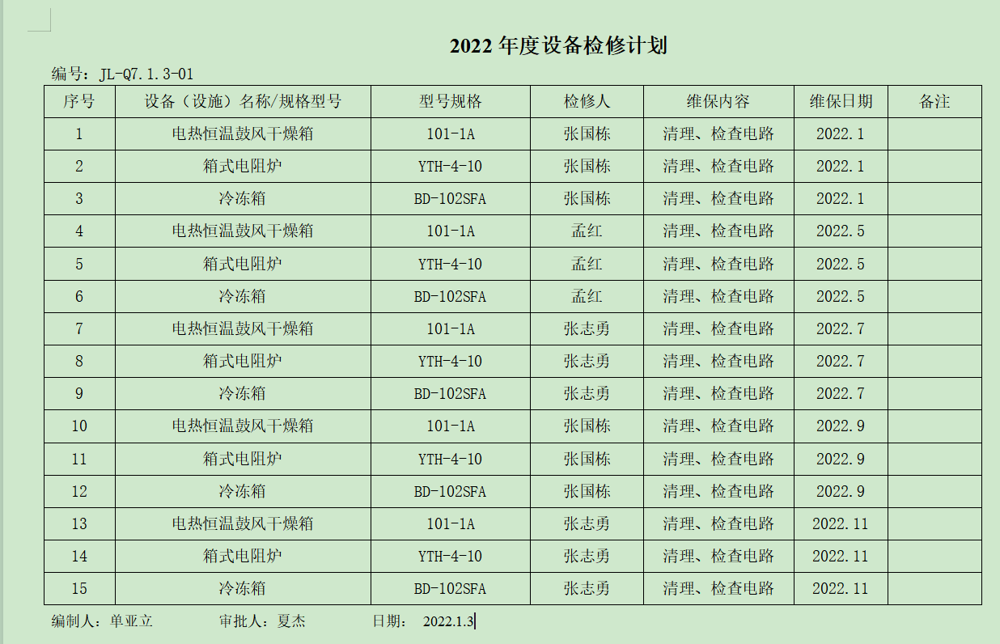 2022 年度设备检修计划
编号：JL-Q7.1.3-01
序号 设备（设施）名称/规格型号 型号规格 检修人 维保内容 维保日期 备注
1 电热恒温鼓风干燥箱 101-1A 张国栋 清理、检查电路 2022.1
2 箱式电阻炉 YTH-4-10 张国栋 清理、检查电路 2022.1
3 冷冻箱 BD-102SFA 张国栋 清理、检查电路 2022.1
4 电热恒温鼓风干燥箱 101-1A 孟红 清理、检查电路 2022.5
5 箱式电阻炉 YTH-4-10 孟红 清理、检查电路 2022.5
6 冷冻箱 BD-102SFA 孟红 清理、检查电路 2022.5
7 电热恒温鼓风干燥箱 101-1A 张志勇 清理、检查电路 2022.7
8 箱式电阻炉 YTH-4-10 张志勇 清理、检查电路 2022.7
9 冷冻箱 BD-102SFA 张志勇 清理、检查电路 2022.7
10 电热恒温鼓风干燥箱 101-1A 张国栋 清理、检查电路 2022.9
11 箱式电阻炉 YTH-4-10 张国栋 清理、检查电路 2022.9
12 冷冻箱 BD-102SFA 张国栋 清理、检查电路 2022.9
13 电热恒温鼓风干燥箱 101-1A 张志勇 清理、检查电路 2022.11
14 箱式电阻炉 YTH-4-10 张志勇 清理、检查电路 2022.11
15 冷冻箱 BD-102SFA 张志勇 清理、检查电路 2022.11
编制人：单亚立 审批人：夏杰 日期： 2022.1.3